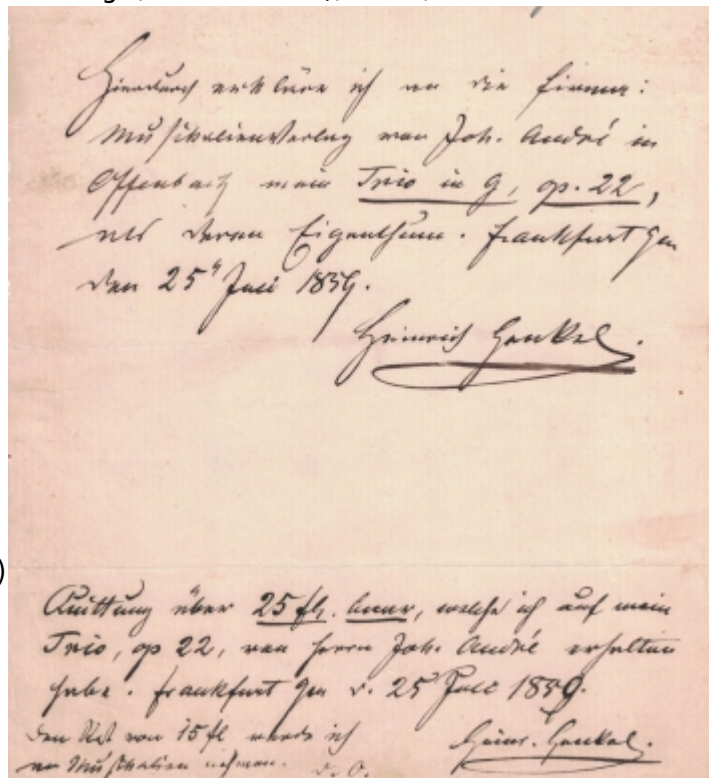 Hierdurch erkläre ich an die Firma:
Musikalienverlag von Joh. André in
Offenbach mein Trio in G, op. 22,
als deren Eigenthum. Frankfurt
den 25t Juli 1859.
Heinrich Henkel.
Quittung über 25 fl. baar, welche ich auf mein
Trio, op 22, von Herrn Joh. André erhalten
habe. Frankfurt d. 25 Juli 1859.
Den Rest von 15 fl werde ich
an Musikalien nehmen. d. O.
Heinr. Henkel.